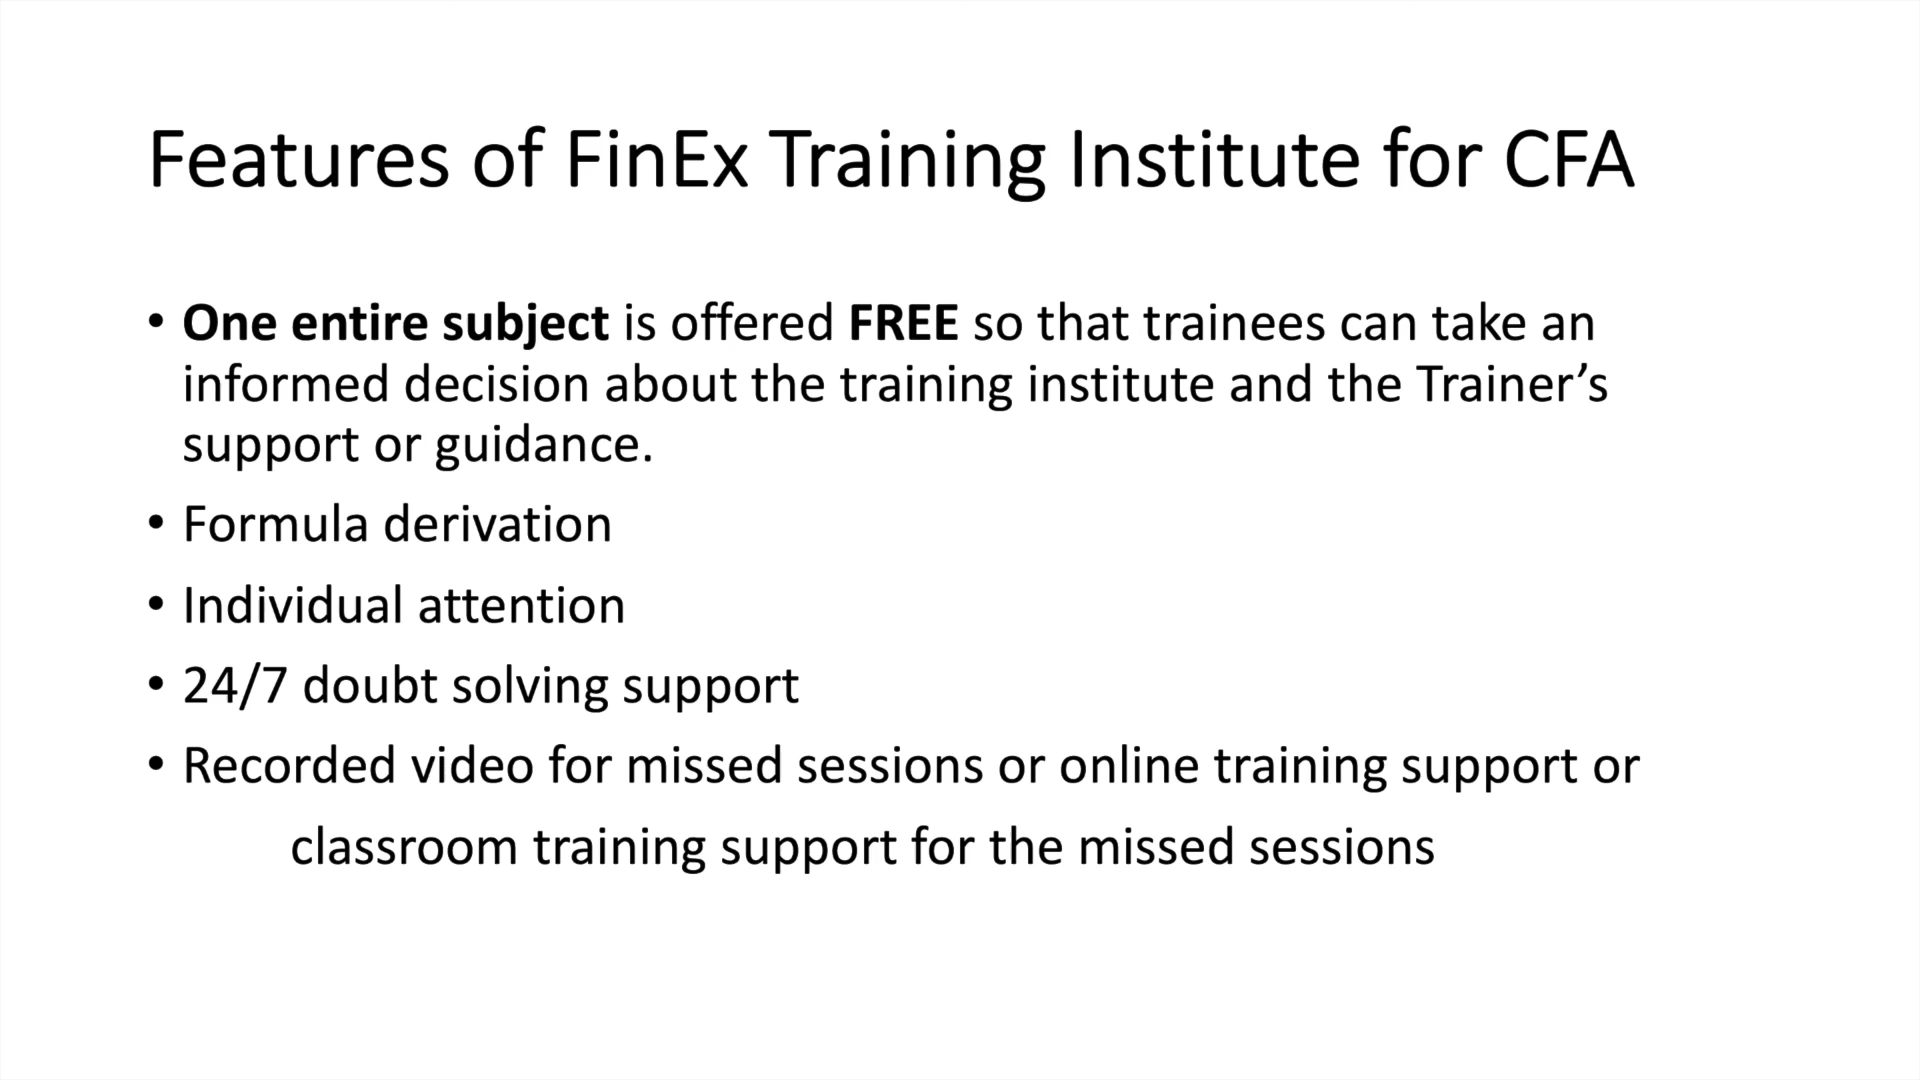 Features of FinEx Training Institute for CFA
• One entire subject is offered FREE so that trainees can take an
informed decision about the training institute and the Trainer’s
support or guidance.
• Formula derivation
• Individual attention
• 24/7 doubt solving support
• Recorded video for missed sessions or online training support or
classroom training support for the missed sessions